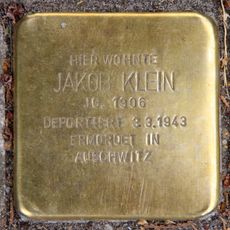 HIER WOHNTE
JAKOB KLEIN
JG. 1906
DEPORTIERT 3.3.1943
ERMORDET IN
AUSCHWITZ